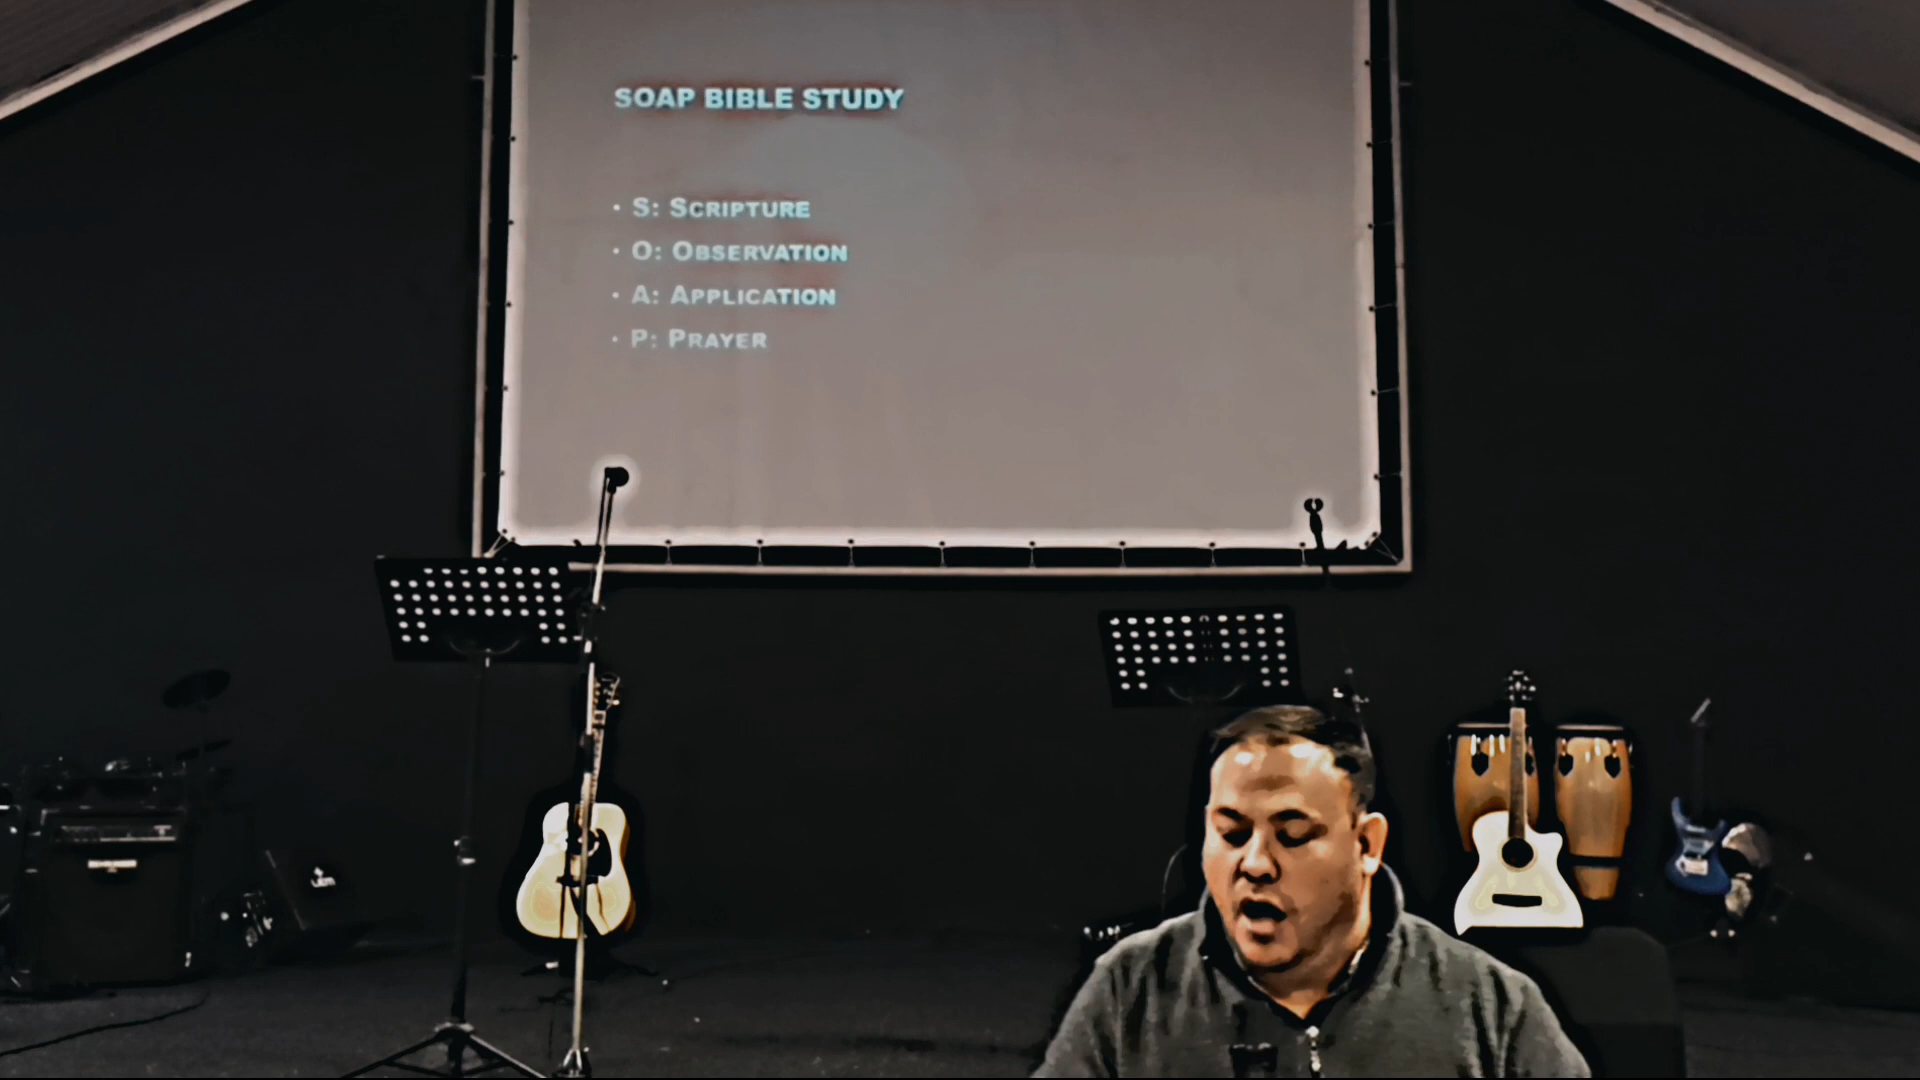 SOAP BIBLE STUDY
• S: SCRIPTURE
• O: OBSERVATION
• A: APPLICATION
• P: PRAYER